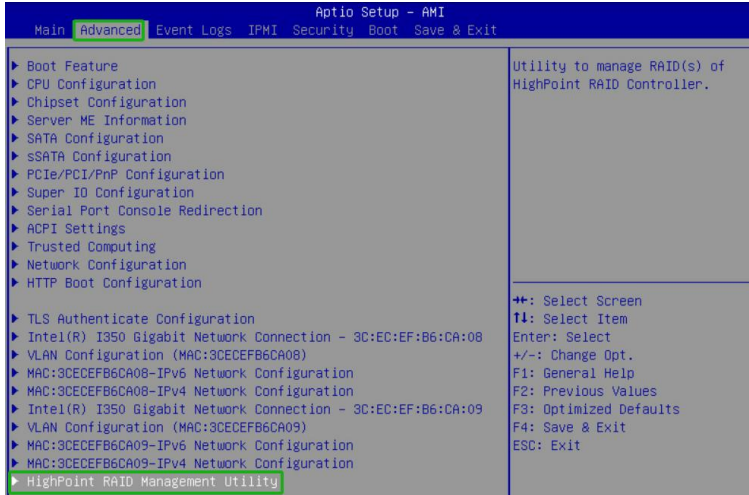 Aptio Setup - AMI
Main Advanced Event Logs IPMI Security Boot Save & Exit
Boot Feature
CPU Configuration
Chipset Configuration
Server ME Information
SATA Configuration
sSATA Configuration
PCIe/PCI/PnP Configuration
Super IO Configuration
Serial Port Console Redirection
ACPI Settings
Trusted Computing
Network Configuration
HTTP Boot Configuration
TLS Authenticate Configuration
Intel(R) I350 Gigabit Network Connection - 3C:EC:EF:B6:CA:08
VLAN Configuration (MAC:3CECEFB6CA08)
MAC:3CECEFB6CA08-IPv6 Network Configuration
MAC:3CECEFB6CA08-IPv4 Network Configuration
Intel(R) I350 Gigabit Network Connection - 3C:EC:EF:B6:CA:09
VLAN Configuration (MAC:3CECEFB6CA09)
MAC:3CECEFB6CA09-IPv6 Network Configuration
MAC:3CECEFB6CA09-IPv4 Network Configuration
HighPoint RAID Management Utility
Utility to manage RAID(s) of
HighPoint RAID Controller.
→←: Select Screen
↑↓: Select Item
Enter: Select
+/-: Change Opt.
F1: General Help
F2: Previous Values
F3: Optimized Defaults
F4: Save & Exit
ESC: Exit